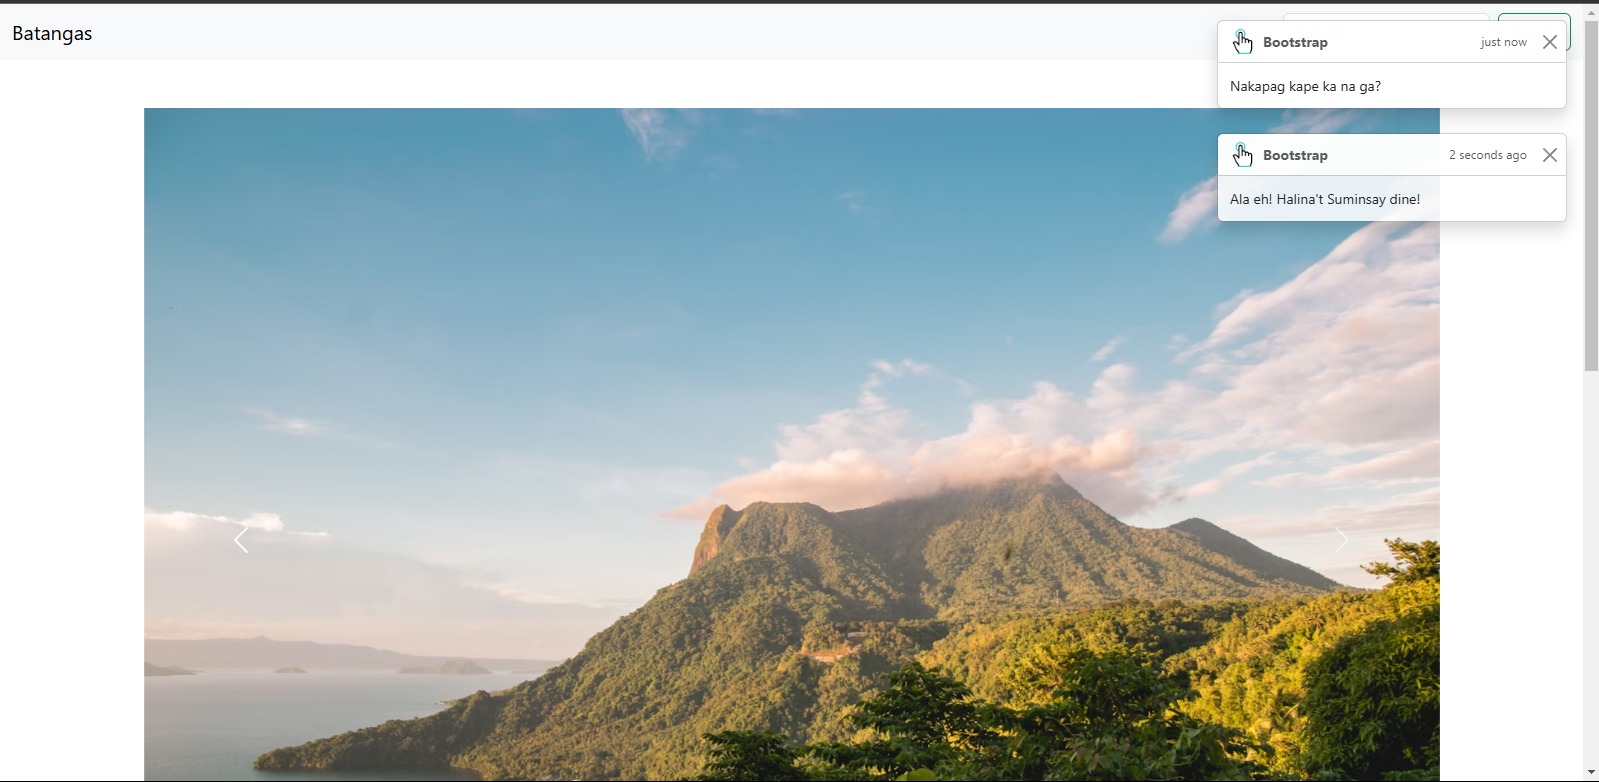 Batangas
Bootstrap
just now
Nakapag kape ka na ga?
Bootstrap
2 seconds ago
Ala eh! Halina't Suminsay dine!